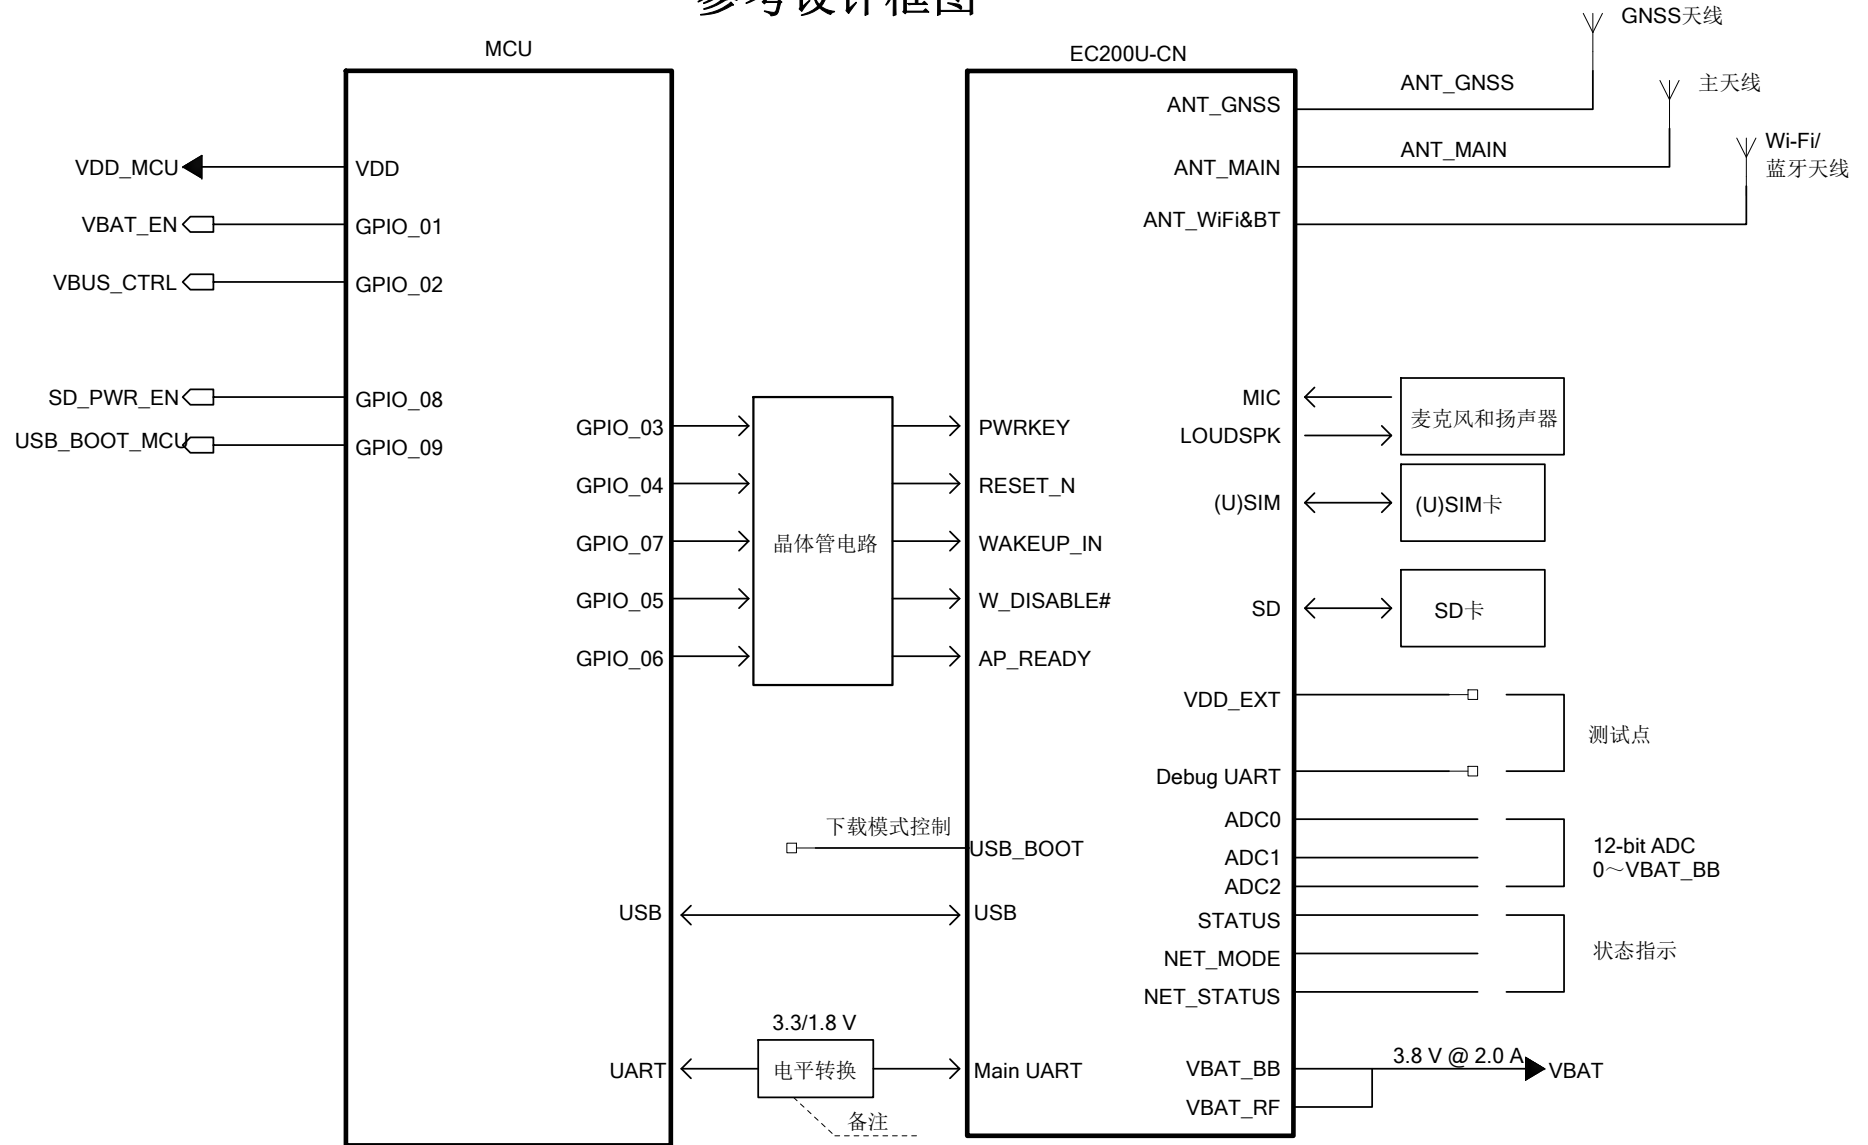 参考设计框图
MCU
EC200U-CN
GNSS天线
ANT_GNSS
ANT_GNSS
主天线
ANT_MAIN
ANT_MAIN
Wi-Fi/
蓝牙天线
ANT_WiFi&BT
VDD_MCU
VDD
VBAT_EN
GPIO_01
VBUS_CTRL
GPIO_02
SD_PWR_EN
GPIO_08
USB_BOOT_MCU
GPIO_09
GPIO_03
GPIO_04
GPIO_07
GPIO_05
GPIO_06
晶体管电路
PWRKEY
RESET_N
WAKEUP_IN
W_DISABLE#
AP_READY
MIC
LOUDSPK
麦克风和扬声器
(U)SIM
(U)SIM卡
SD
SD卡
VDD_EXT
Debug UART
测试点
ADC0
ADC1
ADC2
12-bit ADC
0～VBAT_BB
STATUS
NET_MODE
NET_STATUS
状态指示
下载模式控制
USB_BOOT
USB
USB
3.3/1.8 V
UART
电平转换
Main UART
备注
VBAT_BB
VBAT_RF
3.8 V @ 2.0 A
VBAT